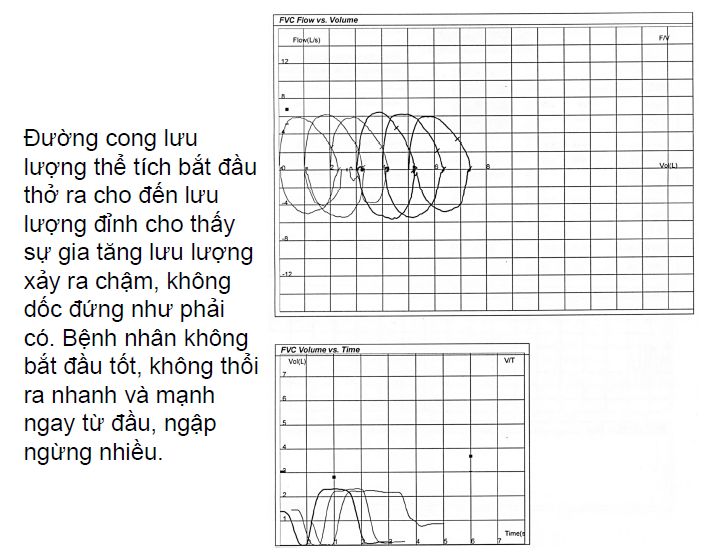 Đường cong lưu
lượng thể tích bắt đầu
thở ra cho đến lưu
lượng đỉnh cho thấy
sự gia tăng lưu lượng
xảy ra chậm, không
dốc đứng như phải
có. Bệnh nhân không
bắt đầu tốt, không thổi
ra nhanh và mạnh
ngay từ đầu, ngập
ngừng nhiều.
FVC Flow vs. Volume
Flow(L/s) F/V
12
8
4
0 2 6 8 Vol(L)
-4
-8
-12
FVC Volume vs. Time
Vol(L) V/T
7
6
5
4
3
2
1
0 1 2 3 4 5 6 7 Time(s